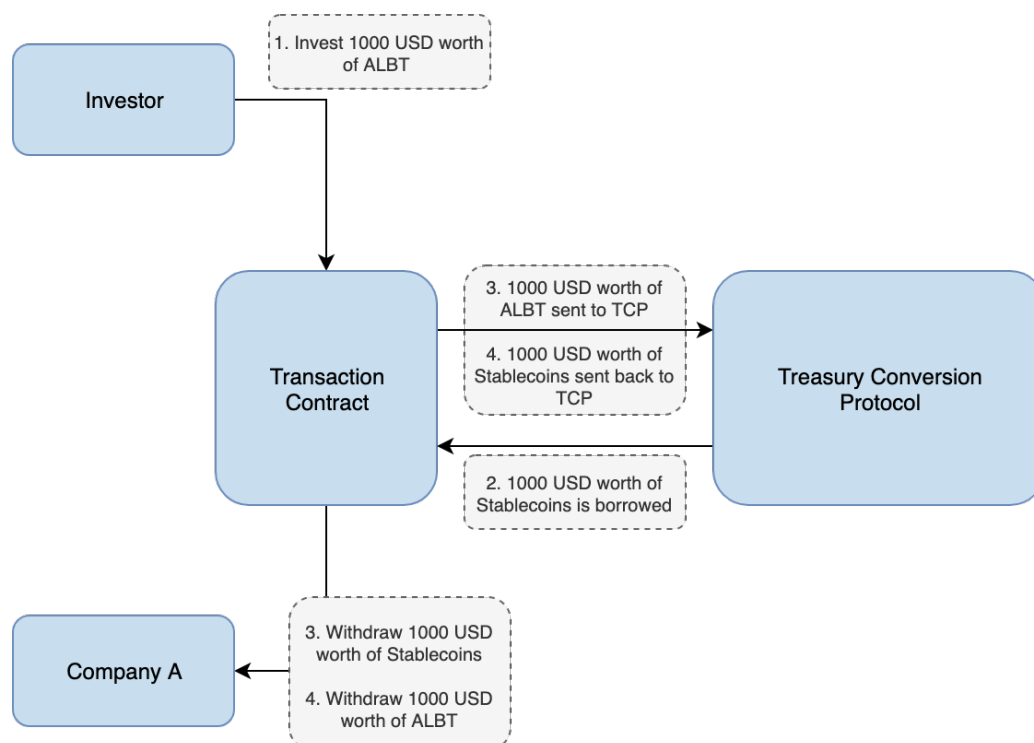 1. Invest 1000 USD worth
of ALBT
Investor
3. 1000 USD worth of
ALBT sent to TCP
4. 1000 USD worth of
Stablecoins sent back to
TCP
Transaction
Contract
Treasury Conversion
Protocol
2. 1000 USD worth of
Stablecoins is borrowed
3. Withdraw 1000 USD
worth of Stablecoins
Company A
4. Withdraw 1000 USD
worth of ALBT